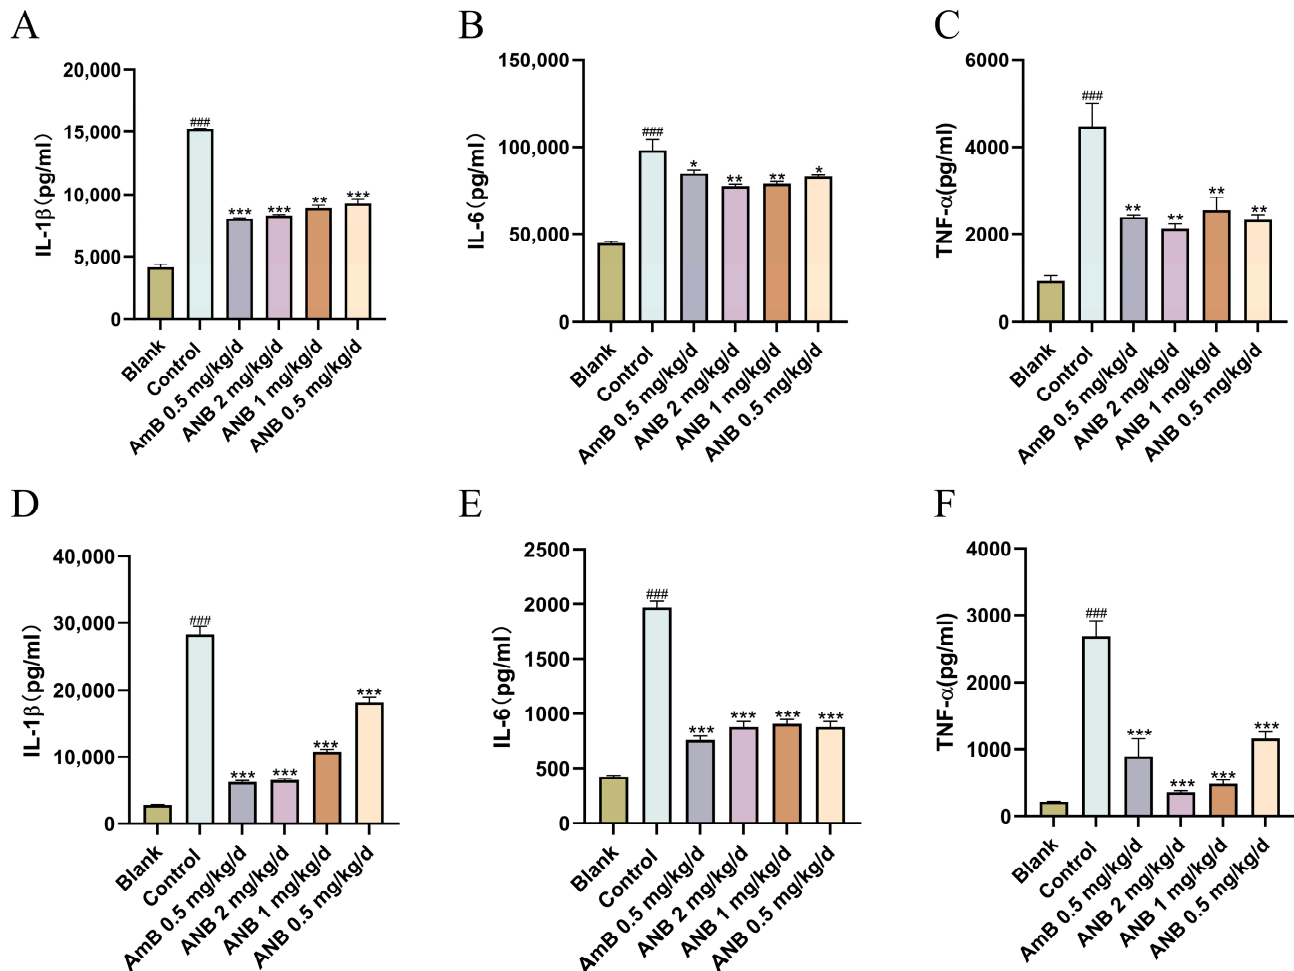 A
IL-1β(pg/ml)
20,000
15,000
10,000
5,000
0
###
***
***
**
***
Blank
Control
AmB 0.5 mg/kg/d
ANB 2 mg/kg/d
ANB 1 mg/kg/d
ANB 0.5 mg/kg/d
B
IL-6(pg/ml)
150,000
100,000
50,000
0
###
*
**
**
*
Blank
Control
AmB 0.5 mg/kg/d
ANB 2 mg/kg/d
ANB 1 mg/kg/d
ANB 0.5 mg/kg/d
C
TNF-α(pg/ml)
6000
4000
2000
0
###
**
**
**
**
Blank
Control
AmB 0.5 mg/kg/d
ANB 2 mg/kg/d
ANB 1 mg/kg/d
ANB 0.5 mg/kg/d
D
IL-1β(pg/ml)
40,000
30,000
20,000
10,000
0
###
***
***
***
***
Blank
Control
AmB 0.5 mg/kg/d
ANB 2 mg/kg/d
ANB 1 mg/kg/d
ANB 0.5 mg/kg/d
E
IL-6(pg/ml)
2500
2000
1500
1000
500
0
###
***
***
***
***
Blank
Control
AmB 0.5 mg/kg/d
ANB 2 mg/kg/d
ANB 1 mg/kg/d
ANB 0.5 mg/kg/d
F
TNF-α(pg/ml)
4000
3000
2000
1000
0
###
***
***
***
***
Blank
Control
AmB 0.5 mg/kg/d
ANB 2 mg/kg/d
ANB 1 mg/kg/d
ANB 0.5 mg/kg/d